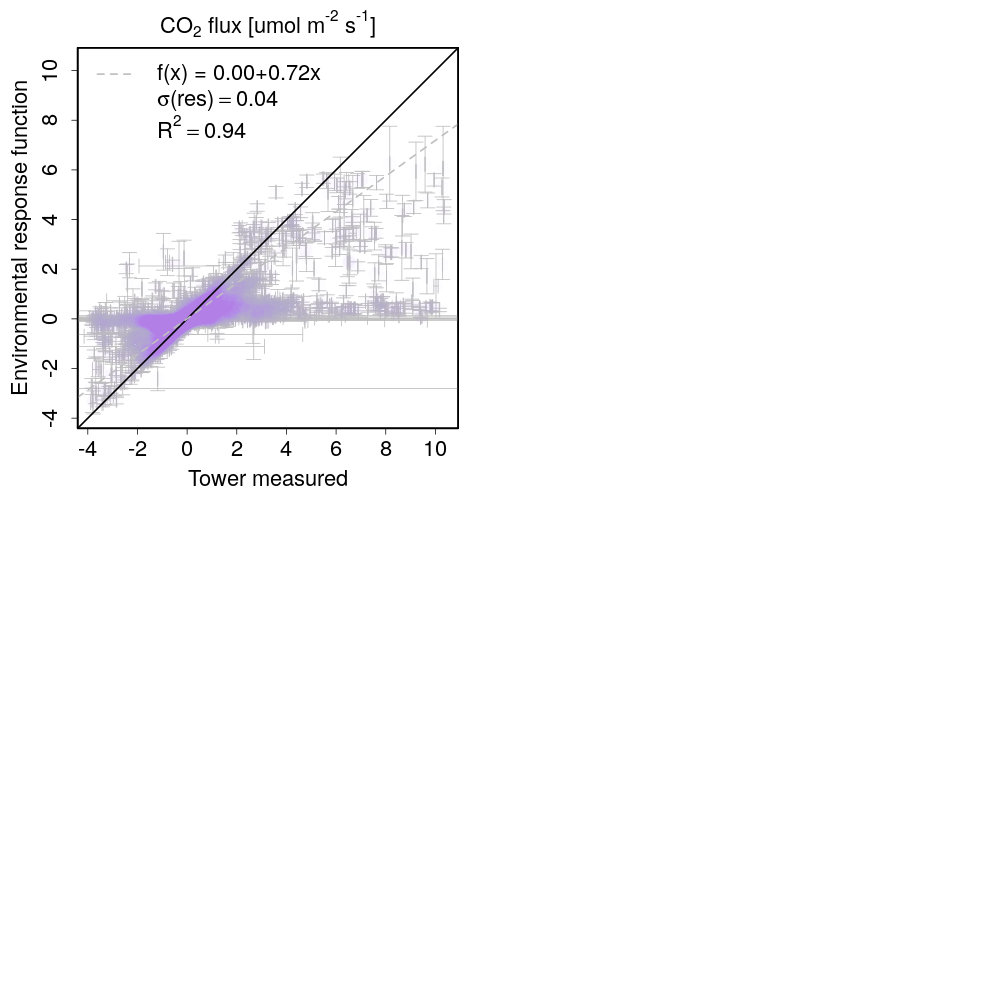 CO₂ flux [umol m⁻² s⁻¹]
f(x) = 0.00+0.72x
σ(res) = 0.04
R² = 0.94
Environmental response function
10
8
6
4
2
0
-2
-4
-4 -2 0 2 4 6 8 10
Tower measured